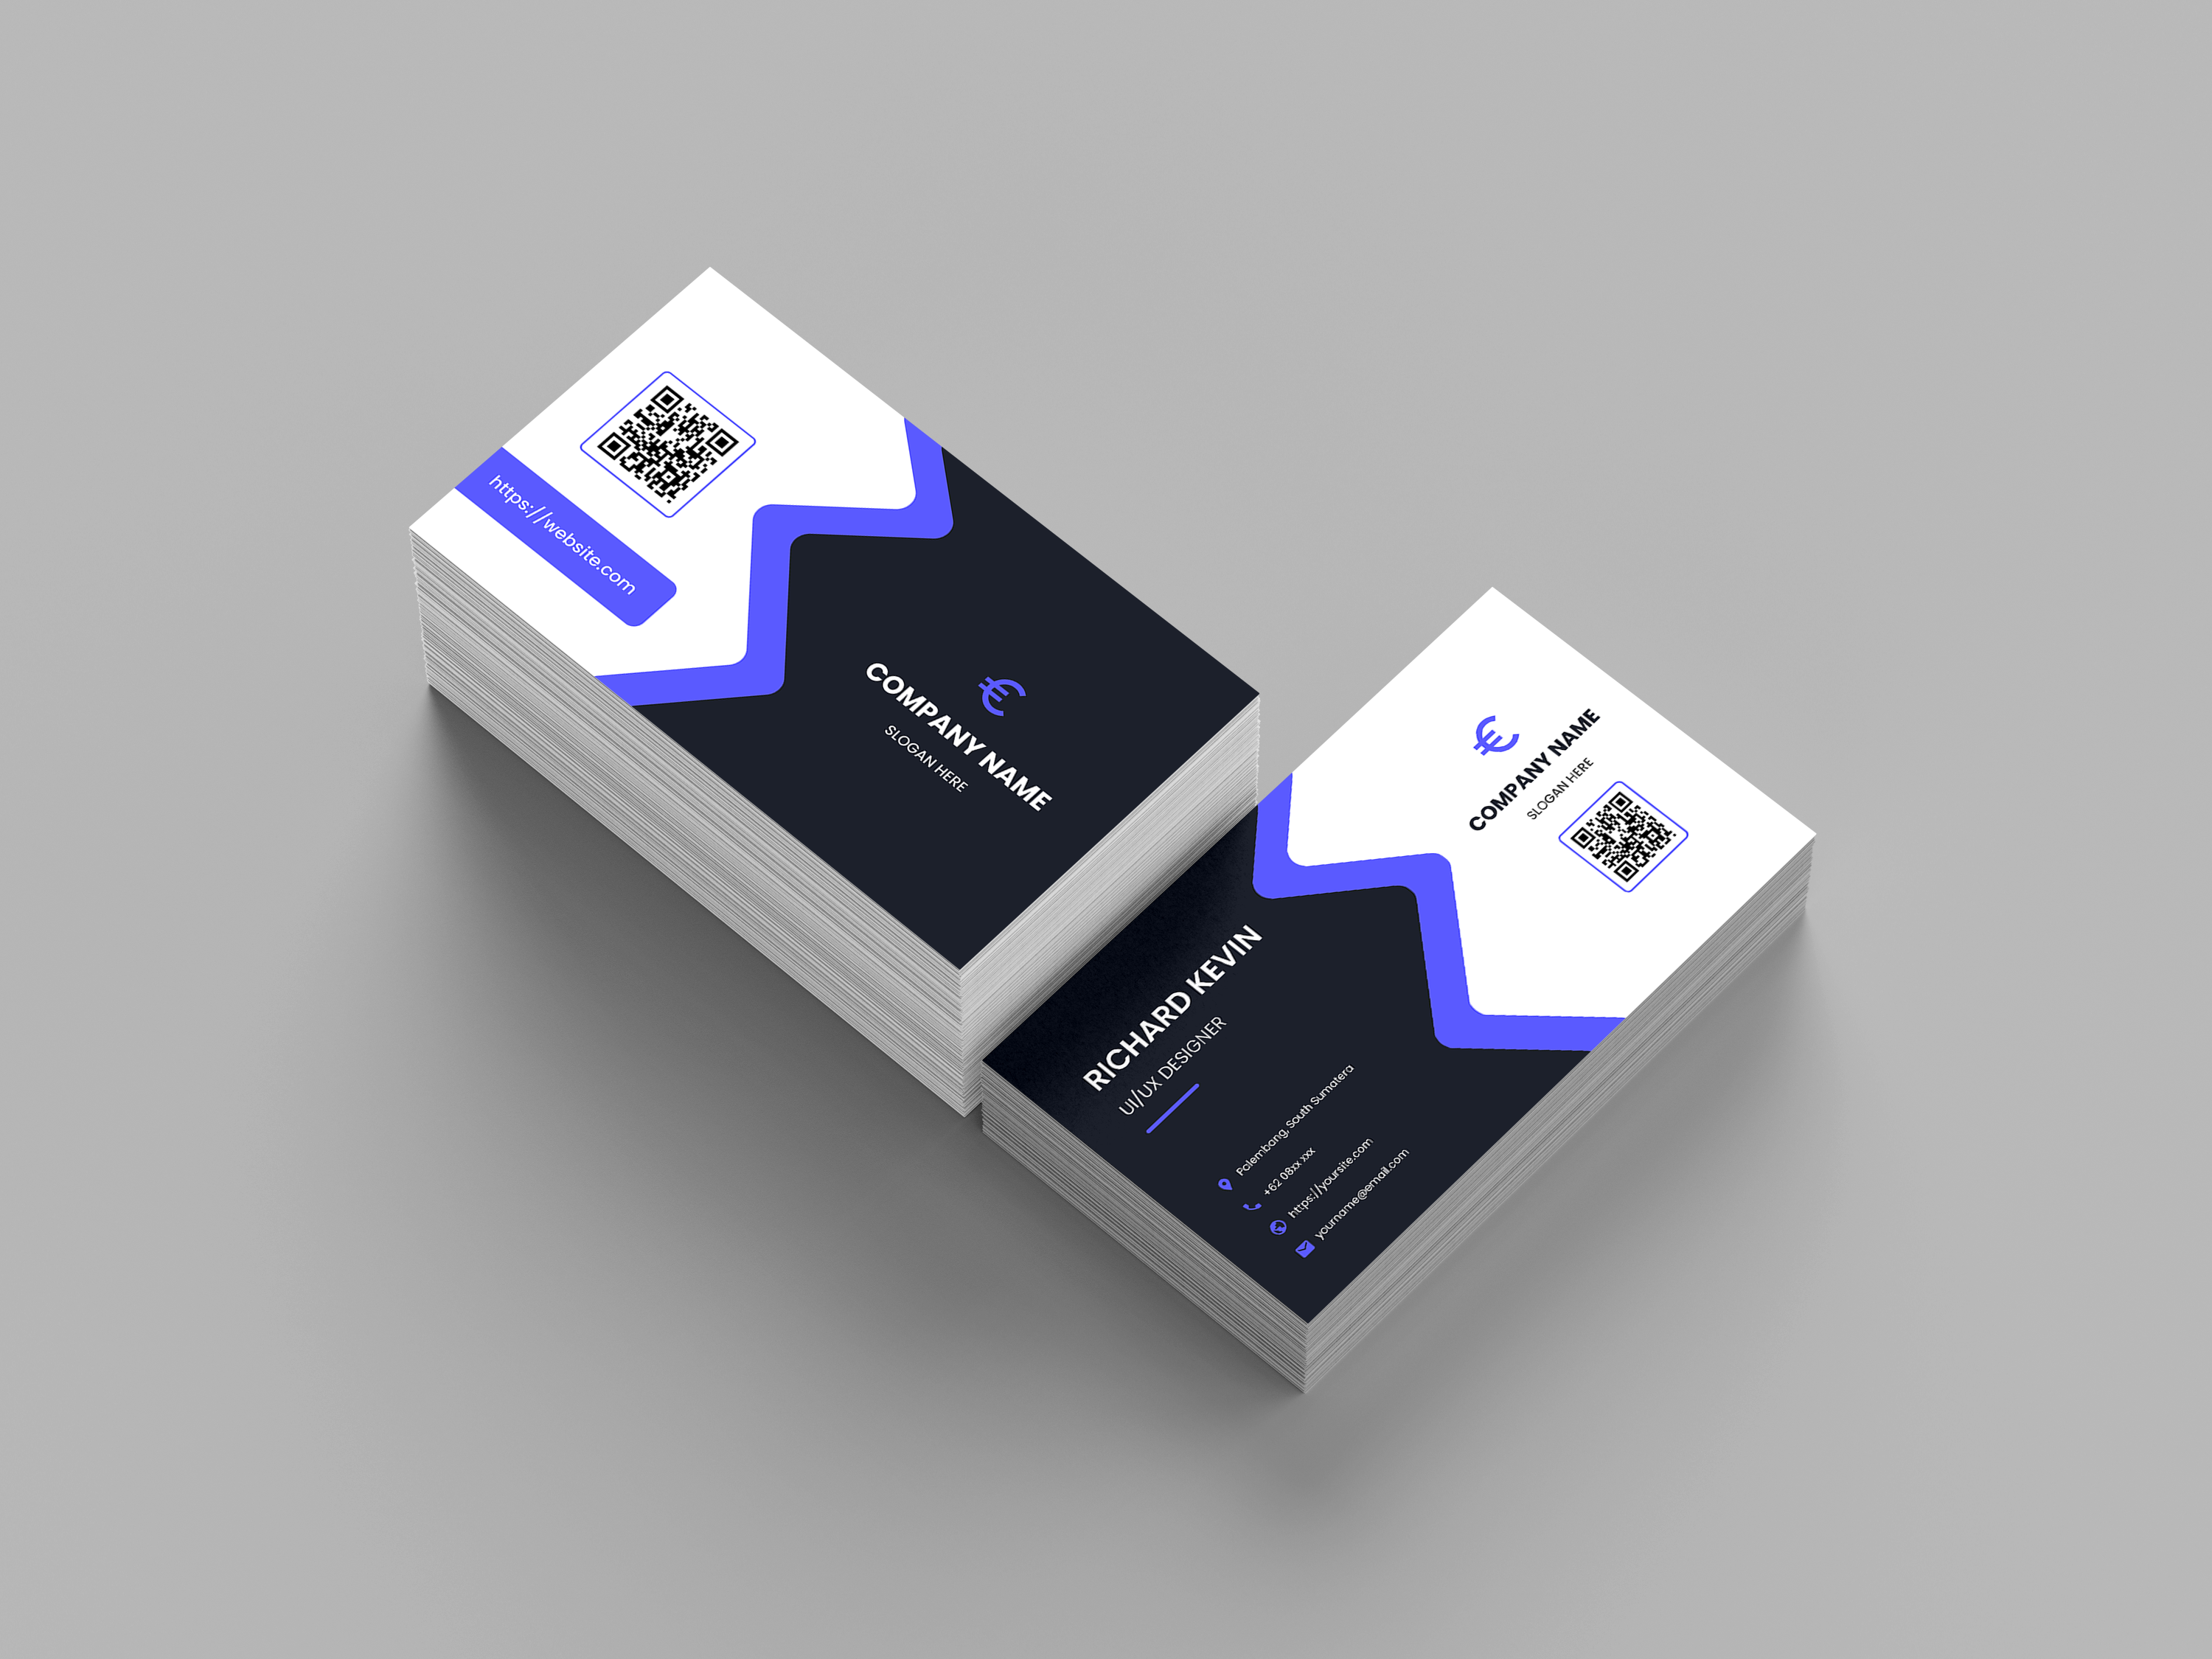 https://website.com
€
COMPANY NAME
SLOGAN HERE
€
COMPANY NAME
SLOGAN HERE
RICHARD KEVIN
UI/UX DESIGNER
Palembang, South Sumatera
+62 08xx xxx
https://yoursite.com
yourname@email.com